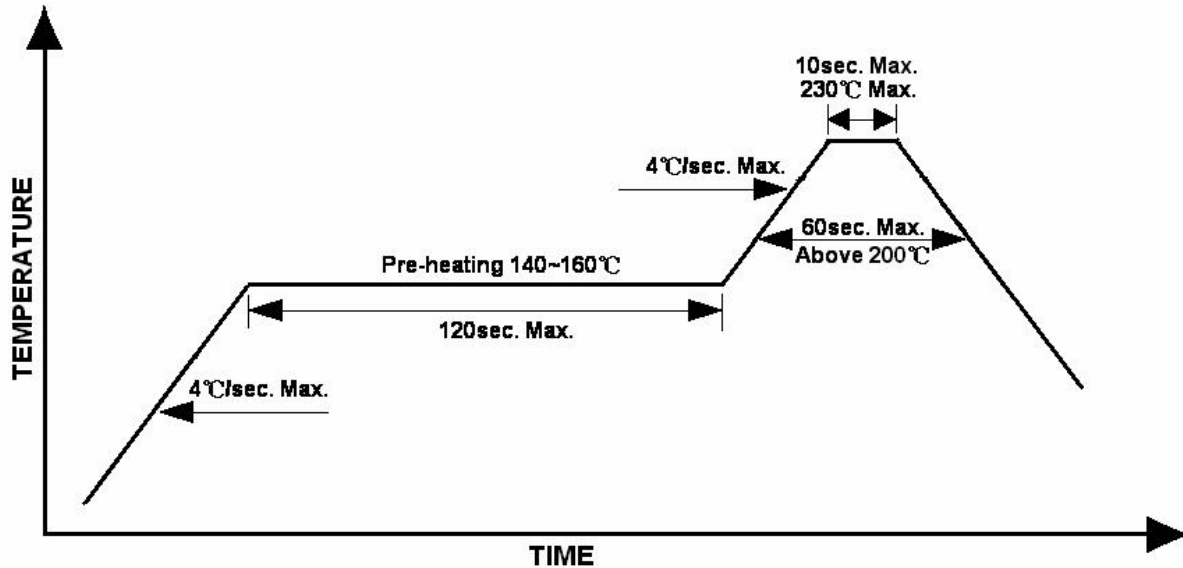 10sec. Max.
230℃ Max.
4℃/sec. Max.
60sec. Max.
Above 200℃
Pre-heating 140~160℃
120sec. Max.
4℃/sec. Max.
TEMPERATURE
TIME